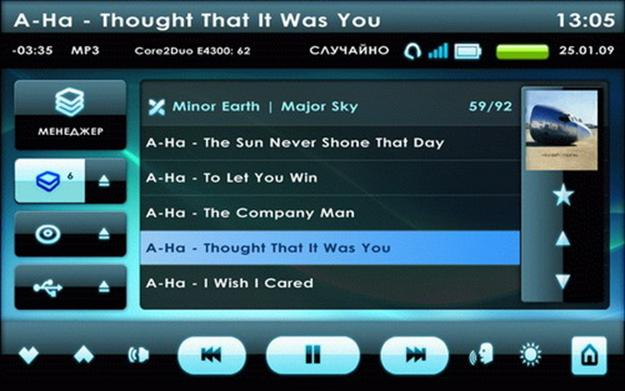 A-Ha - Thought That It Was You 13:05
-03:35 MP3 Core2Duo E4300: 62 СЛУЧАЙНО 25.01.09
МЕНЕДЖЕР
6
Minor Earth | Major Sky 59/92
A-Ha - The Sun Never Shone That Day
A-Ha - To Let You Win
A-Ha - The Company Man
A-Ha - Thought That It Was You
A-Ha - I Wish I Cared